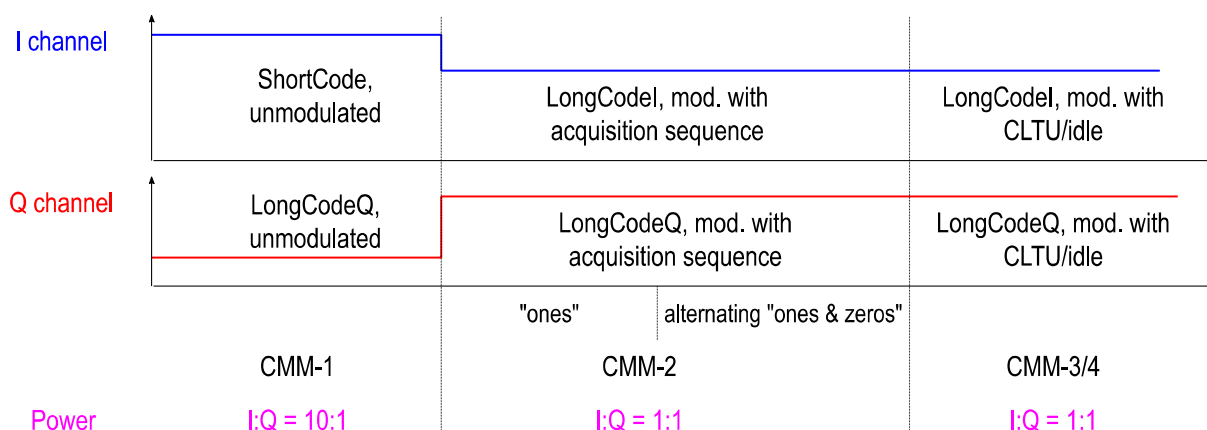 I channel
ShortCode,
unmodulated
LongCodeI, mod. with
acquisition sequence
LongCodeI, mod. with
CLTU/idle
Q channel
LongCodeQ,
unmodulated
LongCodeQ, mod. with
acquisition sequence
LongCodeQ, mod. with
CLTU/idle
"ones"
alternating "ones & zeros"
CMM-1
CMM-2
CMM-3/4
Power
I:Q = 10:1
I:Q = 1:1
I:Q = 1:1